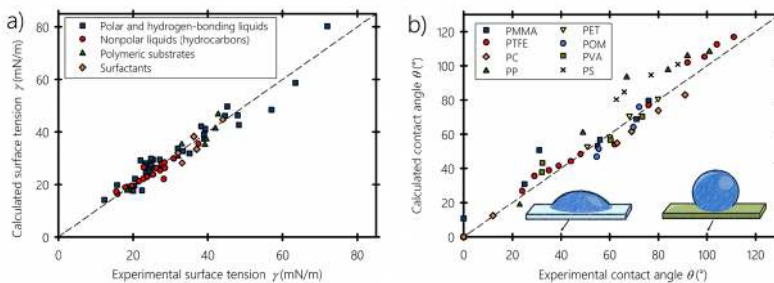 a)
Polar and hydrogen-bonding liquids
Nonpolar liquids (hydrocarbons)
Polymeric substrates
Surfactants
Calculated surface tension γ (mN/m)
80
60
40
20
0
0 20 40 60 80
Experimental surface tension γ (mN/m)
b)
PMMA PET
PTFE POM
PC PVA
PP PS
Calculated contact angle θ (°)
120
100
80
60
40
20
0
0 20 40 60 80 100 120
Experimental contact angle θ (°)